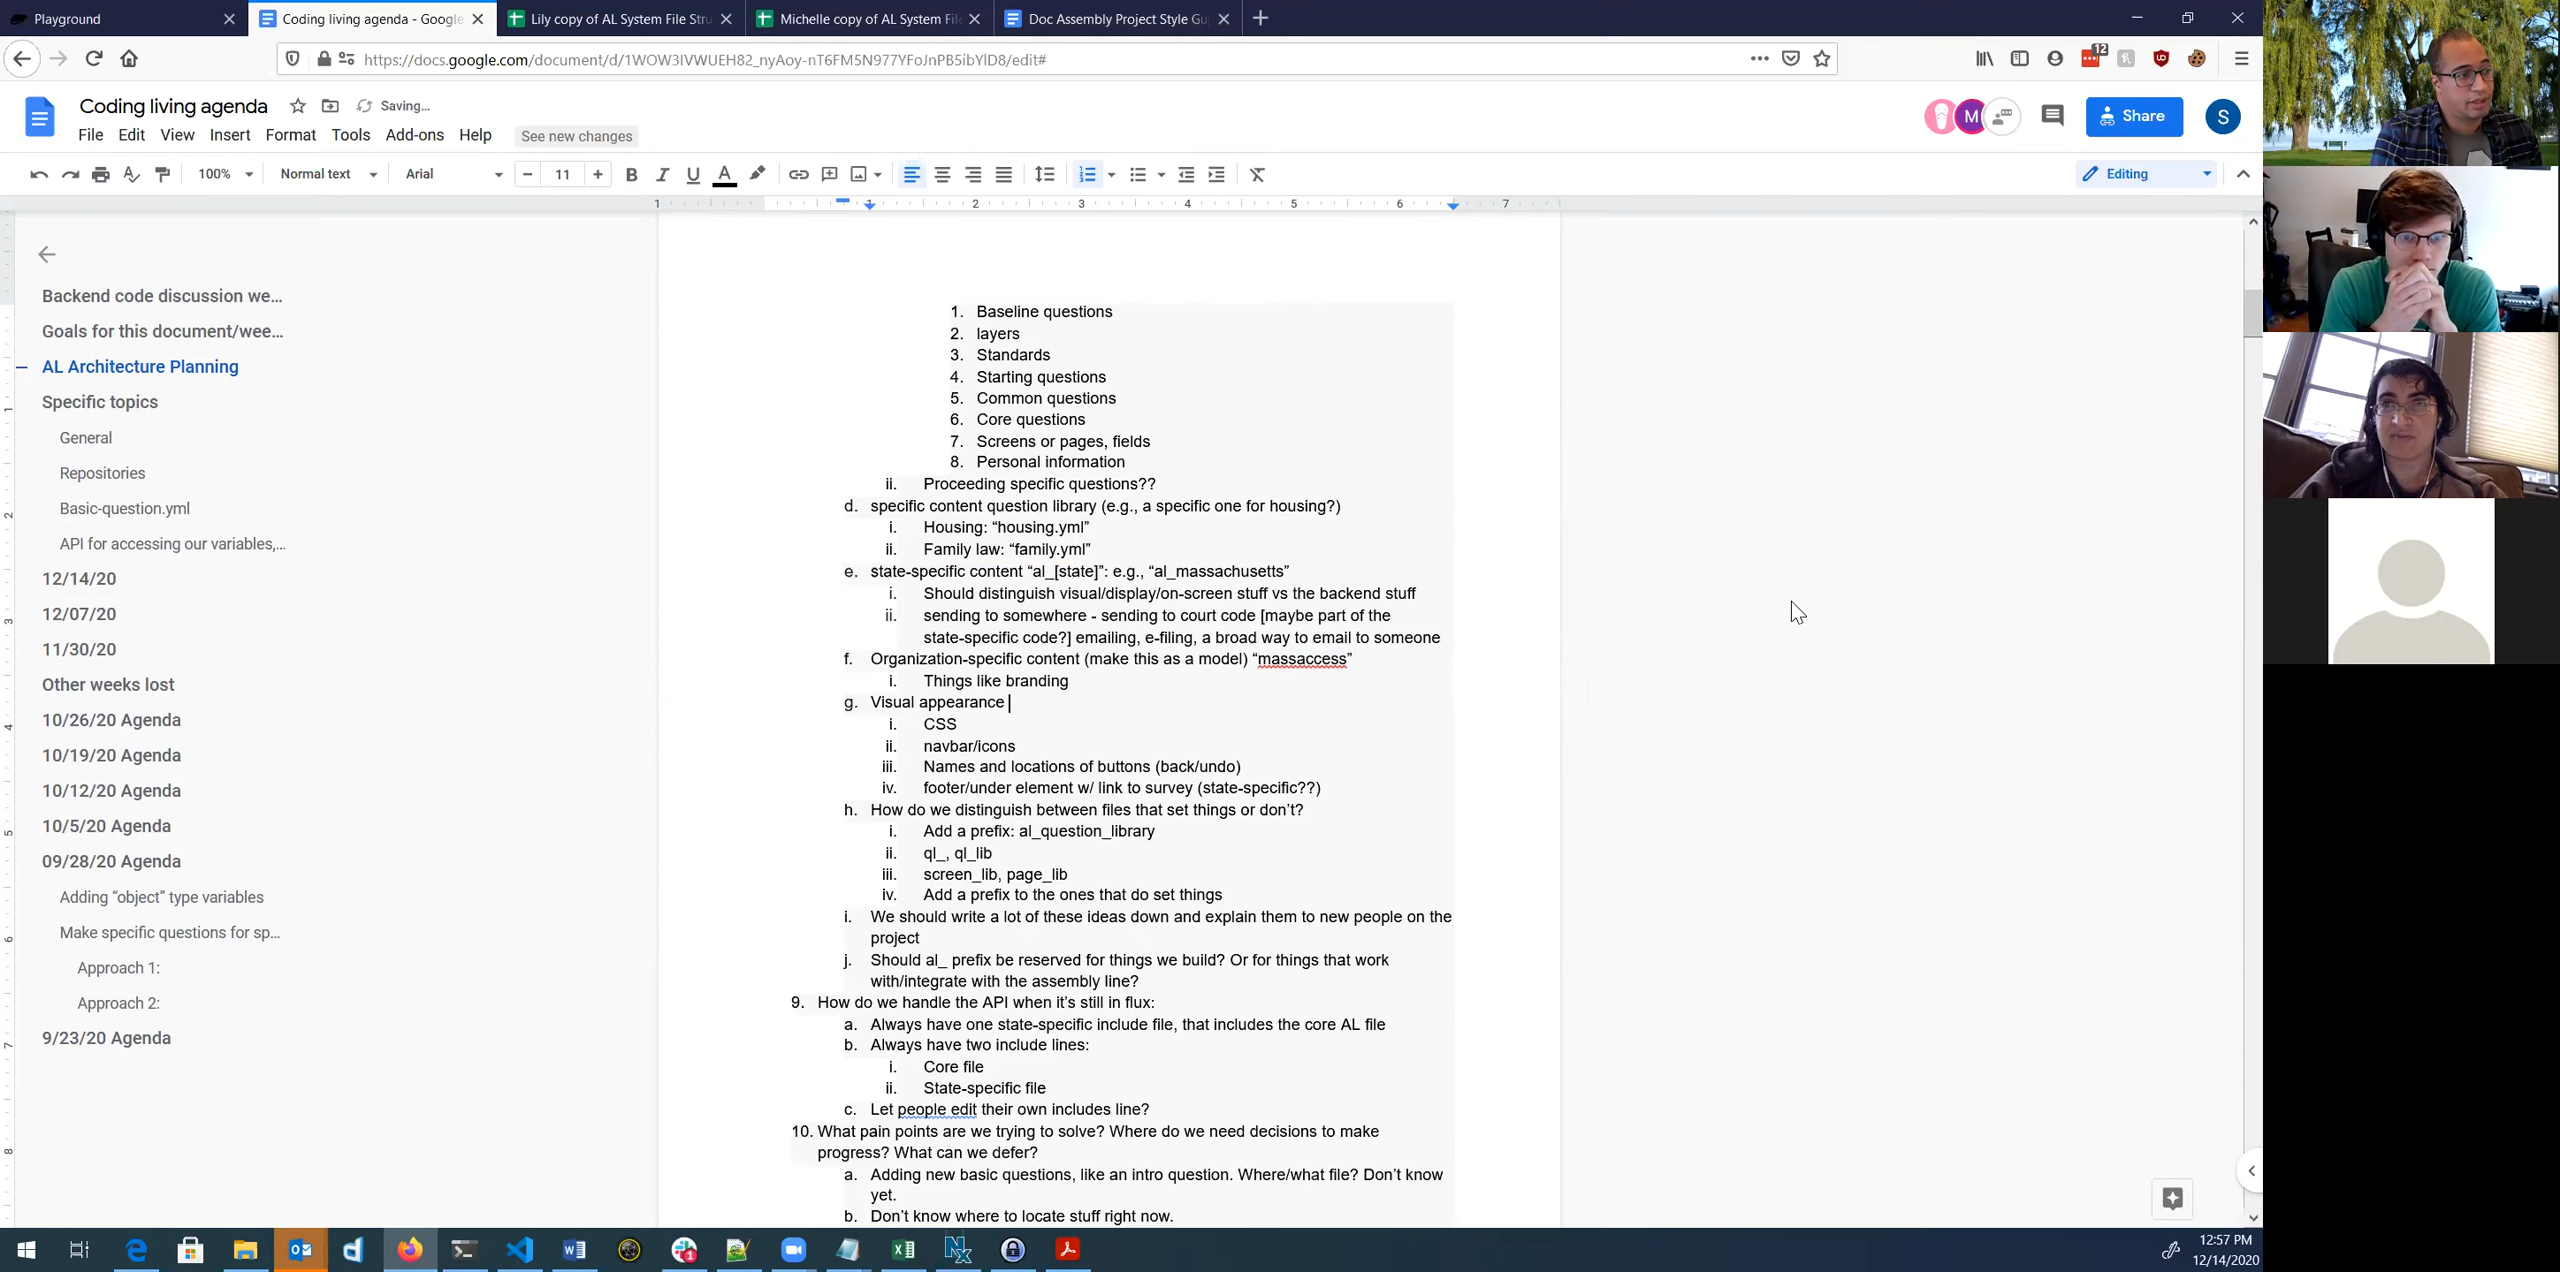 Playground
Coding living agenda - Google
Lily copy of AL System File Stru
Michelle copy of AL System File
Doc Assembly Project Style Gu
https://docs.google.com/document/d/1WOW3IVWUEH82_nyAoy-nT6FM5N977YFoJnPB5ibYlD8/edit#
12
Coding living agenda
Saving…
File Edit View Insert Format Tools Add-ons Help
See new changes
M
Share
S
100%
Normal text
Arial
11
Editing
1 1 2 3 4 5 6 7
Backend code discussion we…
Goals for this document/wee…
AL Architecture Planning
Specific topics
General
Repositories
Basic-question.yml
API for accessing our variables,…
12/14/20
12/07/20
11/30/20
Other weeks lost
10/26/20 Agenda
10/19/20 Agenda
10/12/20 Agenda
10/5/20 Agenda
09/28/20 Agenda
Adding “object” type variables
Make specific questions for sp…
Approach 1:
Approach 2:
9/23/20 Agenda
1
2
3
4
5
6
7
8
1. Baseline questions
2. layers
3. Standards
4. Starting questions
5. Common questions
6. Core questions
7. Screens or pages, fields
8. Personal information
ii. Proceeding specific questions??
d. specific content question library (e.g., a specific one for housing?)
i. Housing: “housing.yml”
ii. Family law: “family.yml”
e. state-specific content “al_[state]”: e.g., “al_massachusetts”
i. Should distinguish visual/display/on-screen stuff vs the backend stuff
ii. sending to somewhere - sending to court code [maybe part of the
state-specific code?] emailing, e-filing, a broad way to email to someone
f. Organization-specific content (make this as a model) “massaccess”
i. Things like branding
g. Visual appearance
i. CSS
ii. navbar/icons
iii. Names and locations of buttons (back/undo)
iv. footer/under element w/ link to survey (state-specific??)
h. How do we distinguish between files that set things or don’t?
i. Add a prefix: al_question_library
ii. ql_, ql_lib
iii. screen_lib, page_lib
iv. Add a prefix to the ones that do set things
i. We should write a lot of these ideas down and explain them to new people on the
project
j. Should al_ prefix be reserved for things we build? Or for things that work
with/integrate with the assembly line?
9. How do we handle the API when it’s still in flux:
a. Always have one state-specific include file, that includes the core AL file
b. Always have two include lines:
i. Core file
ii. State-specific file
c. Let people edit their own includes line?
10. What pain points are we trying to solve? Where do we need decisions to make
progress? What can we defer?
a. Adding new basic questions, like an intro question. Where/what file? Don’t know
yet.
b. Don’t know where to locate stuff right now.
12:57 PM
12/14/2020